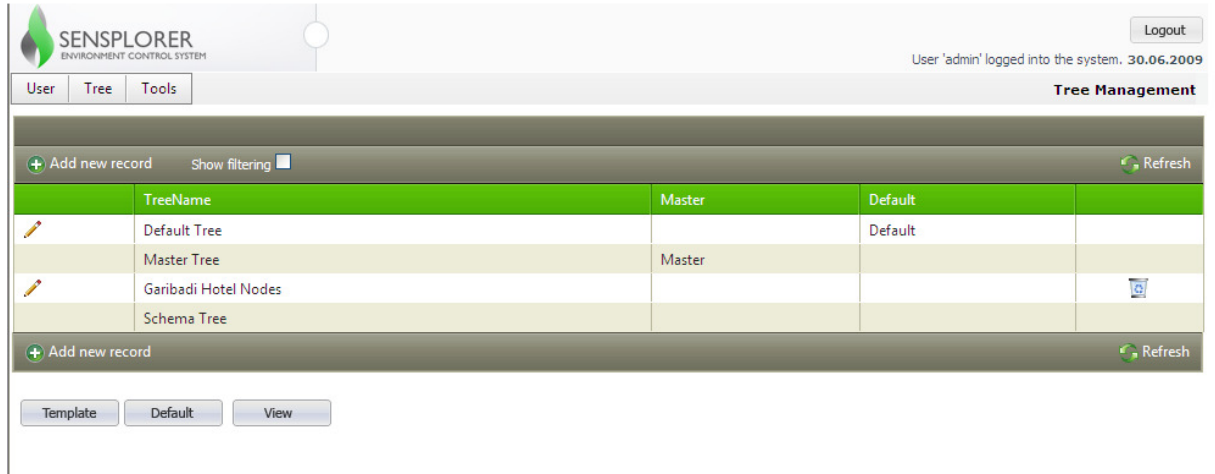 SENSPLORER
ENVIRONMENT CONTROL SYSTEM
Logout
User 'admin' logged into the system. 30.06.2009
User Tree Tools Tree Management
Add new record Show filtering Refresh
TreeName Master Default
Default Tree Default
Master Tree Master
Garibadi Hotel Nodes
Schema Tree
Add new record Refresh
Template Default View